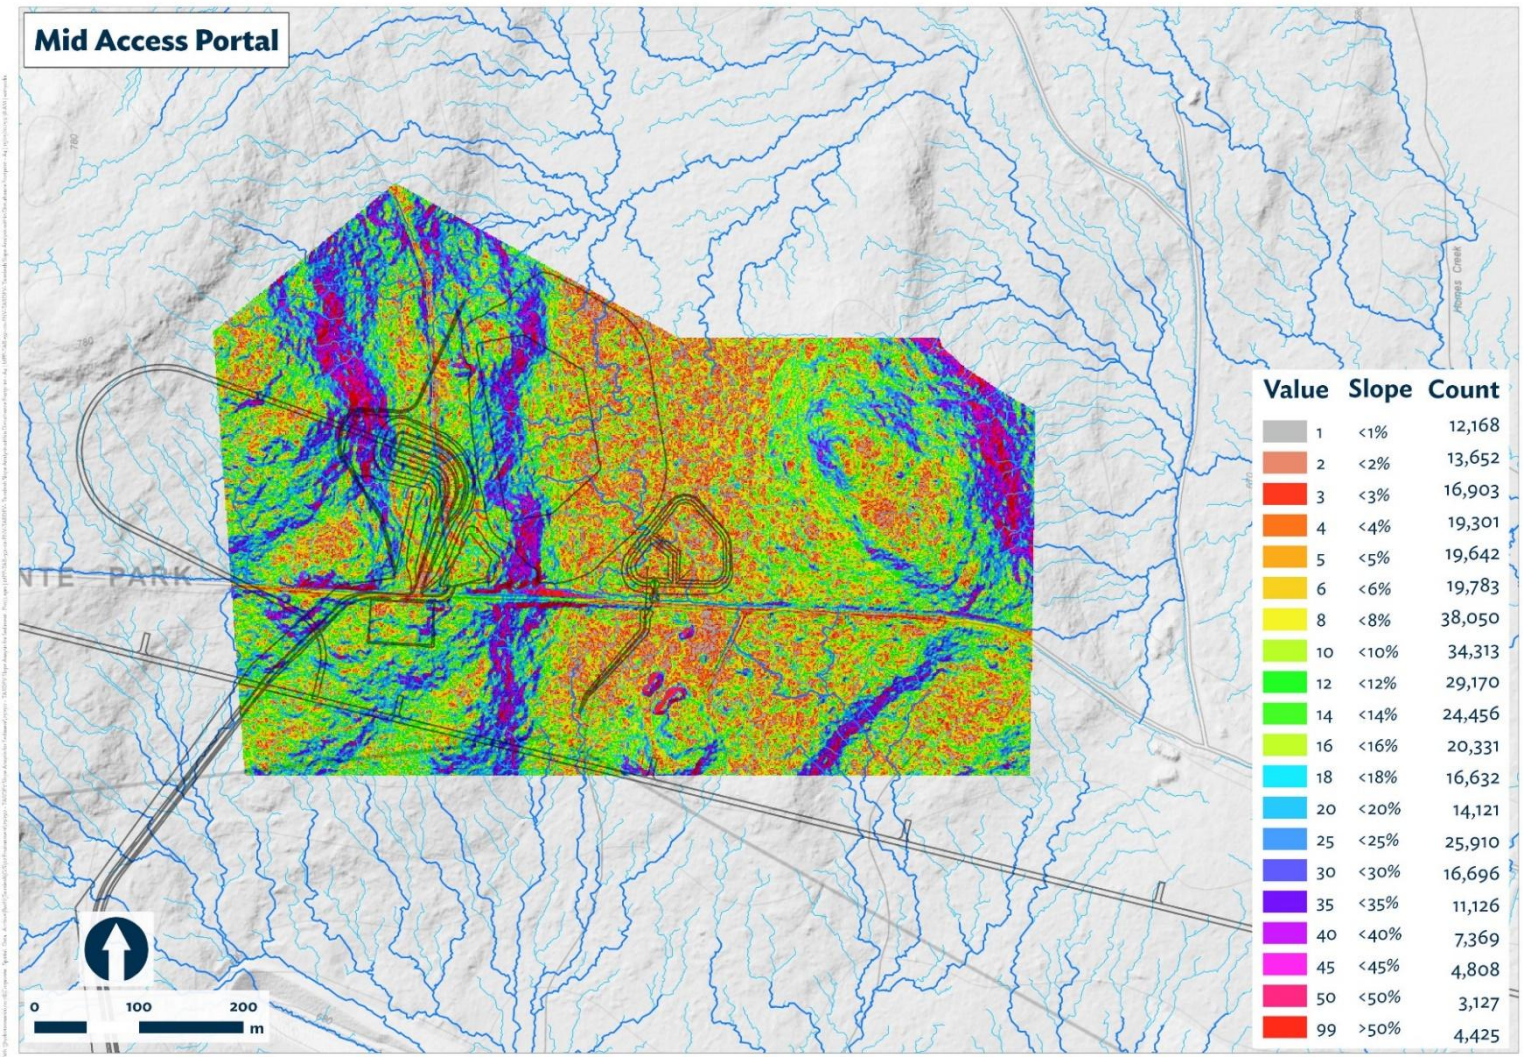 Mid Access Portal
780
780
Homes Creek
NTE PARK
Value Slope Count
1 <1% 12,168
2 <2% 13,652
3 <3% 16,903
4 <4% 19,301
5 <5% 19,642
6 <6% 19,783
8 <8% 38,050
10 <10% 34,313
12 <12% 29,170
14 <14% 24,456
16 <16% 20,331
18 <18% 16,632
20 <20% 14,121
25 <25% 25,910
30 <30% 16,696
35 <35% 11,126
40 <40% 7,369
45 <45% 4,808
50 <50% 3,127
99 >50% 4,425
0 100 200
m